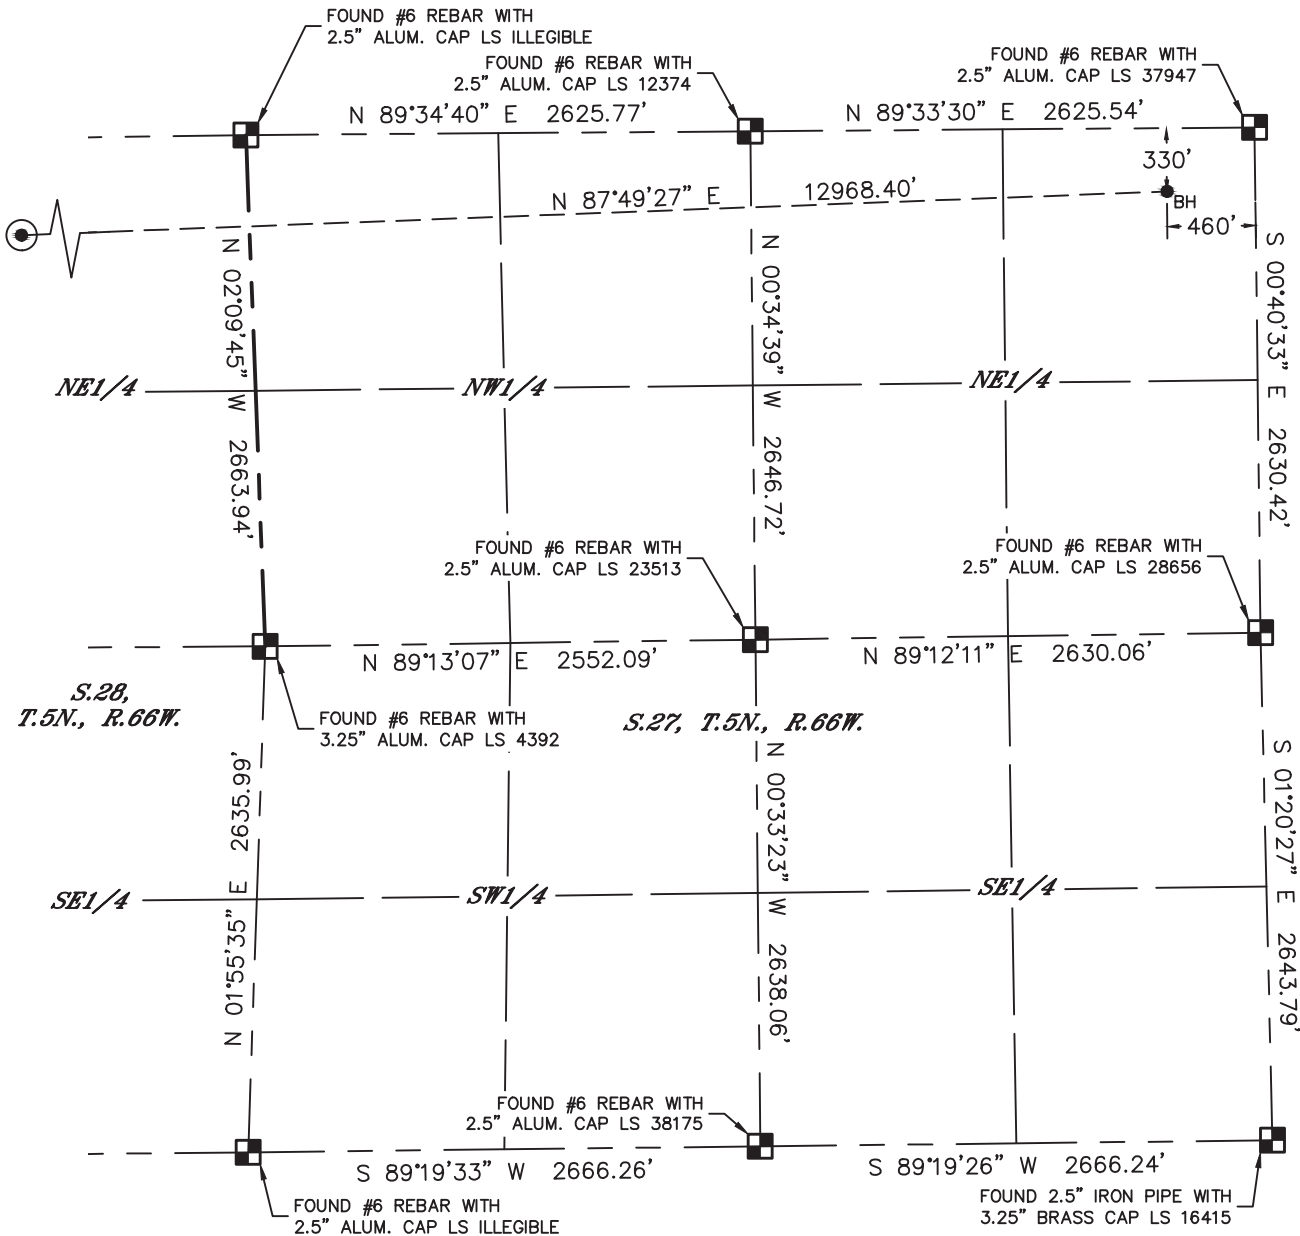 FOUND #6 REBAR WITH
2.5" ALUM. CAP LS ILLEGIBLE
FOUND #6 REBAR WITH
2.5" ALUM. CAP LS 12374
FOUND #6 REBAR WITH
2.5" ALUM. CAP LS 37947
N 89°34'40" E 2625.77'
N 89°33'30" E 2625.54'
330'
N 87°49'27" E 12968.40'
BH
460'
N 02°09'45" W 2663.94'
N 00°34'39" W 2646.72'
S 00°40'33" E 2630.42'
NE1/4
NW1/4
NE1/4
FOUND #6 REBAR WITH
2.5" ALUM. CAP LS 23513
FOUND #6 REBAR WITH
2.5" ALUM. CAP LS 28656
N 89°13'07" E 2552.09'
N 89°12'11" E 2630.06'
S.28,
T.5N., R.66W.
FOUND #6 REBAR WITH
3.25" ALUM. CAP LS 4392
S.27, T.5N., R.66W.
N 01°55'35" E 2635.99'
N 00°33'23" W 2638.06'
S 01°20'27" E 2643.79'
SE1/4
SW1/4
SE1/4
FOUND #6 REBAR WITH
2.5" ALUM. CAP LS 38175
S 89°19'33" W 2666.26'
S 89°19'26" W 2666.24'
FOUND #6 REBAR WITH
2.5" ALUM. CAP LS ILLEGIBLE
FOUND 2.5" IRON PIPE WITH
3.25" BRASS CAP LS 16415